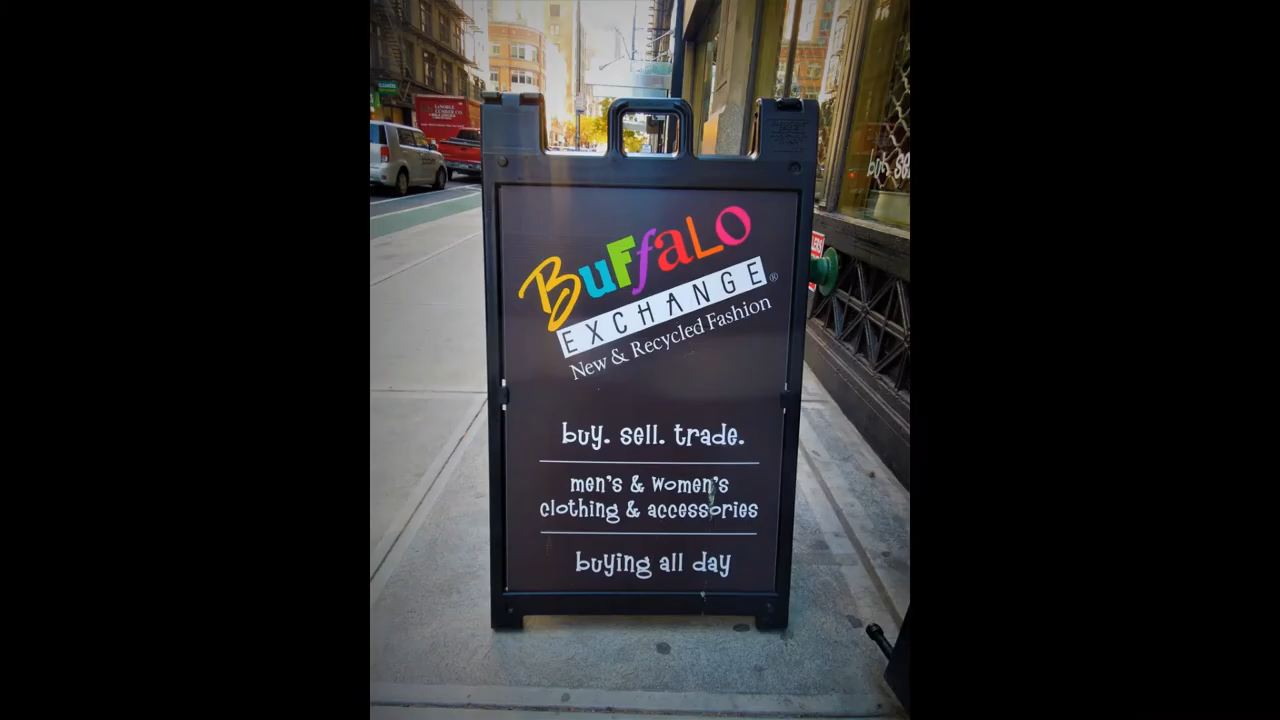 BuFfaLO
EXCHANGE®
New & Recycled Fashion
buy. sell. trade.
men's & women's
clothing & accessories
buying all day